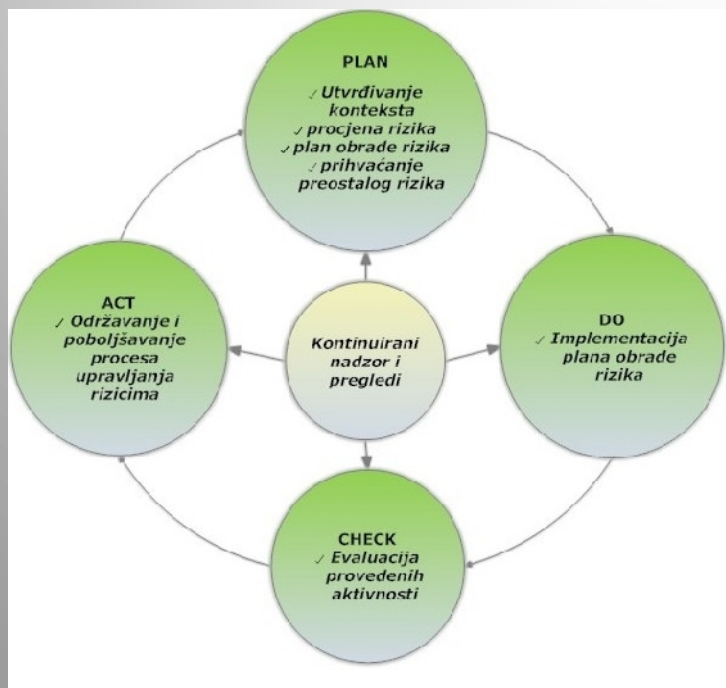 PLAN
✓ Utvrđivanje
konteksta
✓ procjena rizika
✓ plan obrade rizika
✓ prihvaćanje
preostalog rizika
DO
✓ Implementacija
plana obrade
rizika
CHECK
✓ Evaluacija
provedenih
aktivnosti
ACT
✓ Održavanje i
poboljšavanje
procesa
upravljanja
rizicima
Kontinuirani
nadzor i
pregledi